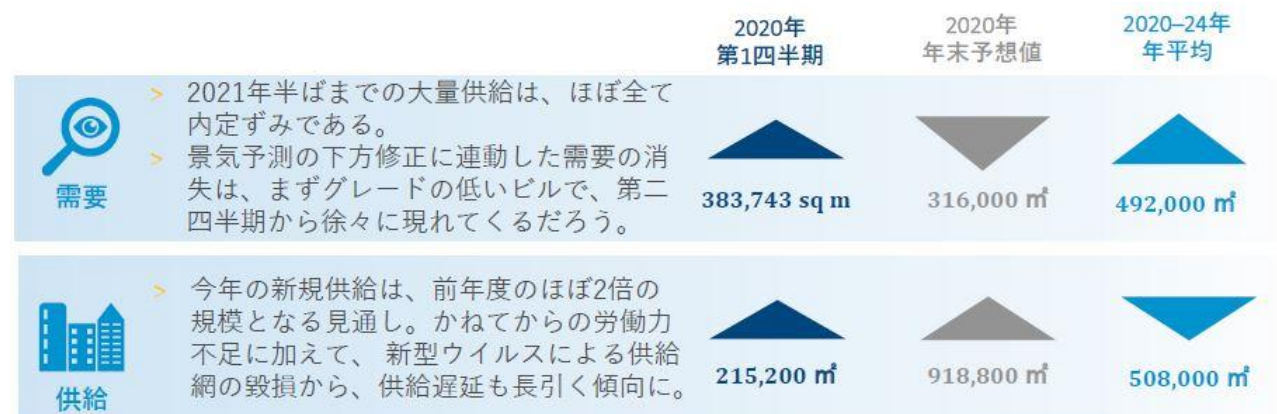 2020年
第1四半期
2020年
年末予想値
2020–24年
年平均
> 2021年半ばまでの大量供給は、ほぼ全て
内定ずみである。
> 景気予測の下方修正に連動した需要の消
失は、まずグレードの低いビルで、第二
四半期から徐々に現れてくるだろう。
需要
383,743 sq m
316,000 ㎡
492,000 ㎡
> 今年の新規供給は、前年度のほぼ2倍の
規模となる見通し。かねてからの労働力
不足に加えて、 新型ウイルスによる供給
網の毀損から、供給遅延も長引く傾向に。
供給
215,200 ㎡
918,800 ㎡
508,000 ㎡